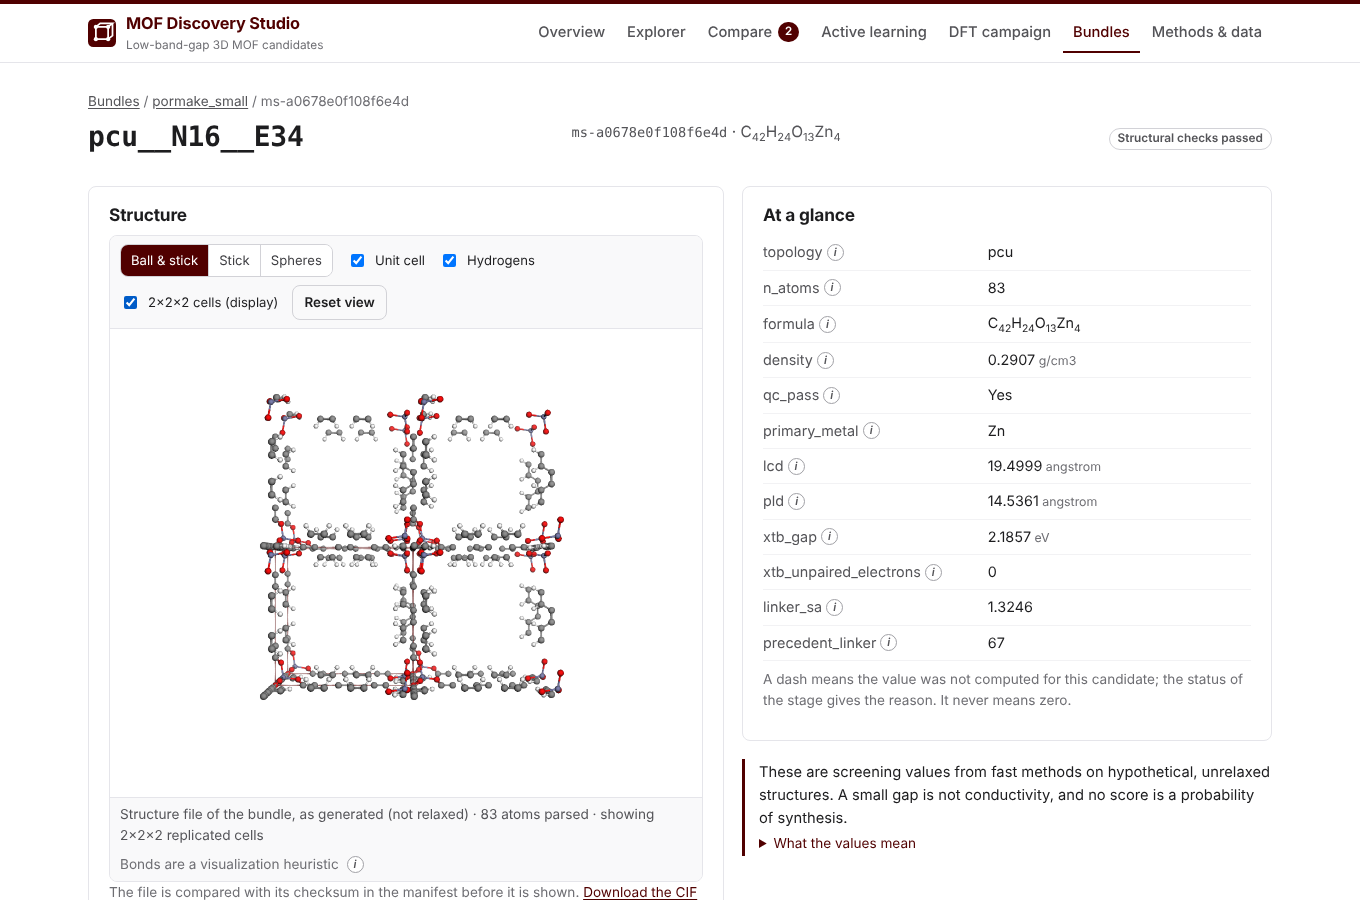 MOF Discovery Studio
Low-band-gap 3D MOF candidates
Overview Explorer Compare 2 Active learning DFT campaign Bundles Methods & data
Bundles / pormake_small / ms-a0678e0f108f6e4d
pcu__N16__E34
ms-a0678e0f108f6e4d · C42H24O13Zn4
Structural checks passed
Structure
Ball & stick Stick Spheres Unit cell Hydrogens
2×2×2 cells (display) Reset view
Structure file of the bundle, as generated (not relaxed) · 83 atoms parsed · showing
2×2×2 replicated cells
Bonds are a visualization heuristic i
The file is compared with its checksum in the manifest before it is shown. Download the CIF
At a glance
topology i pcu
n_atoms i 83
formula i C42H24O13Zn4
density i 0.2907 g/cm3
qc_pass i Yes
primary_metal i Zn
lcd i 19.4999 angstrom
pld i 14.5361 angstrom
xtb_gap i 2.1857 eV
xtb_unpaired_electrons i 0
linker_sa i 1.3246
precedent_linker i 67
A dash means the value was not computed for this candidate; the status of
the stage gives the reason. It never means zero.
These are screening values from fast methods on hypothetical, unrelaxed
structures. A small gap is not conductivity, and no score is a probability
of synthesis.
▶ What the values mean